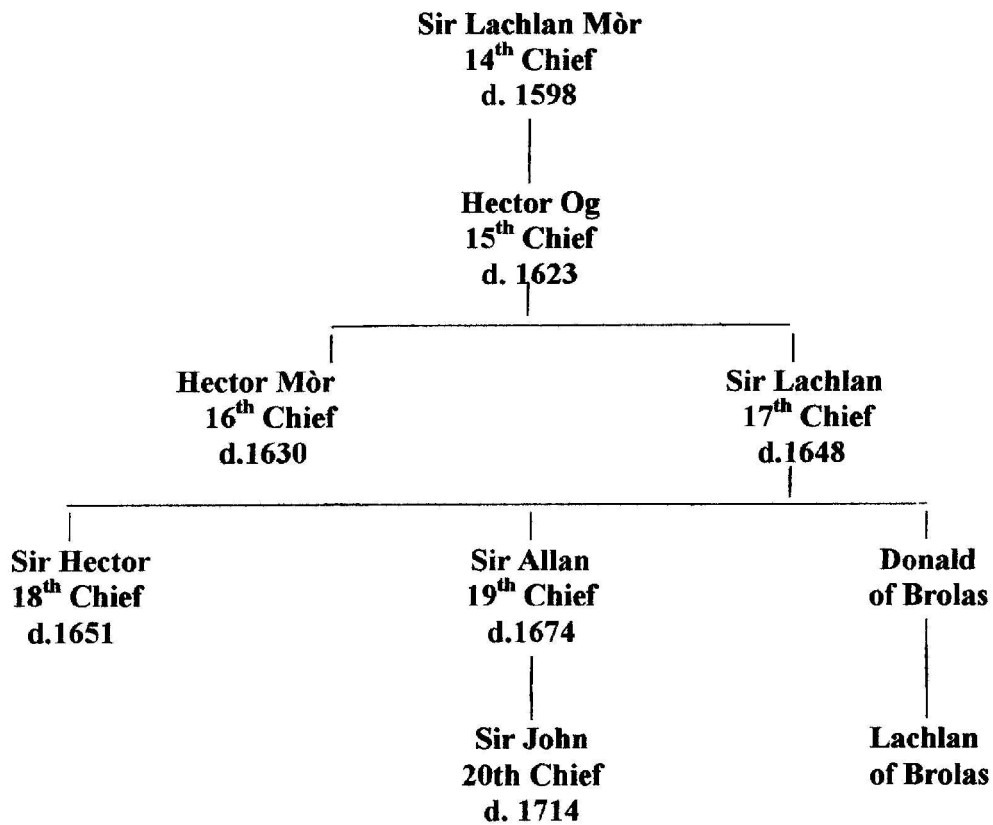 Sir Lachlan Mòr
14th Chief
d. 1598
Hector Og
15th Chief
d. 1623
Hector Mòr
16th Chief
d.1630
Sir Lachlan
17th Chief
d.1648
Sir Hector
18th Chief
d.1651
Sir Allan
19th Chief
d.1674
Donald
of Brolas
Sir John
20th Chief
d. 1714
Lachlan
of Brolas